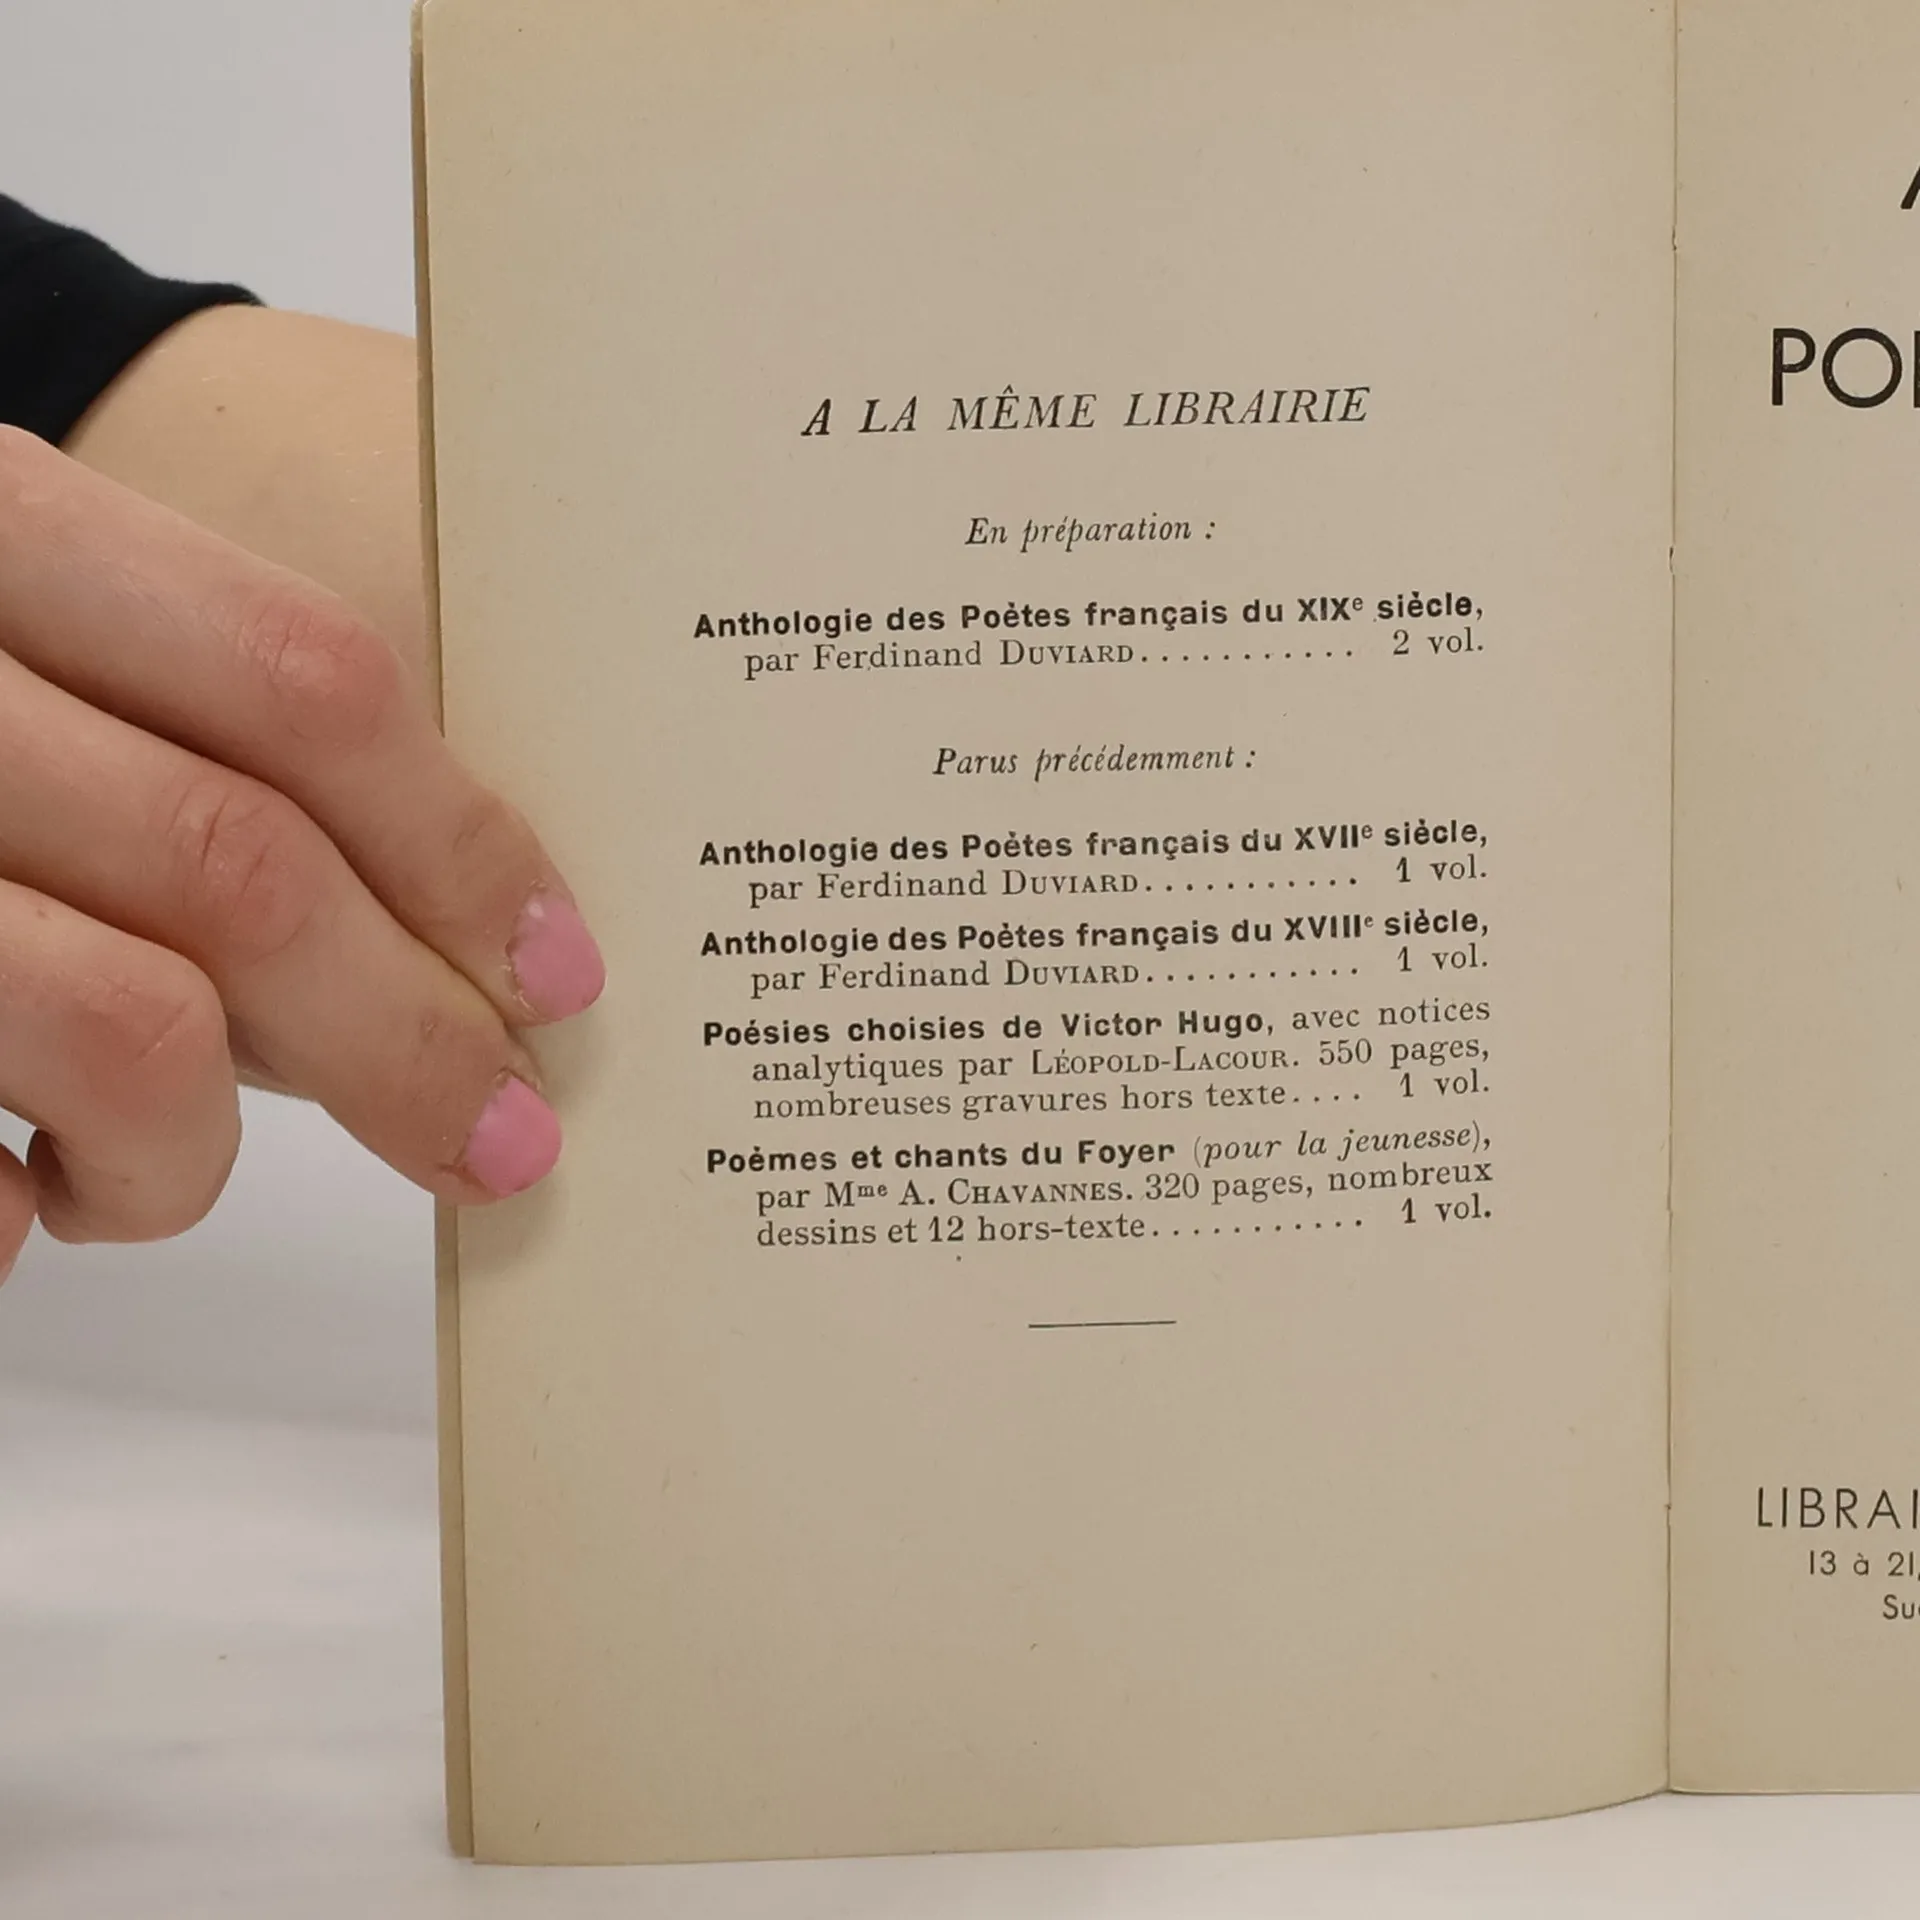 A LA MÊME LIBRAIRIE
En préparation :
Anthologie des Poètes français du XIXe siècle,
par Ferdinand DUVIARD........... 2 vol.
Parus précédemment :
Anthologie des Poètes français du XVIIe siècle,
par Ferdinand DUVIARD........... 1 vol.
Anthologie des Poètes français du XVIIIe siècle,
par Ferdinand DUVIARD........... 1 vol.
Poésies choisies de Victor Hugo, avec notices
analytiques par LÉOPOLD-LACOUR. 550 pages,
nombreuses gravures hors texte.... 1 vol.
Poèmes et chants du Foyer (pour la jeunesse),
par Mme A. CHAVANNES. 320 pages, nombreux
dessins et 12 hors-texte........... 1 vol.
13 à 21,